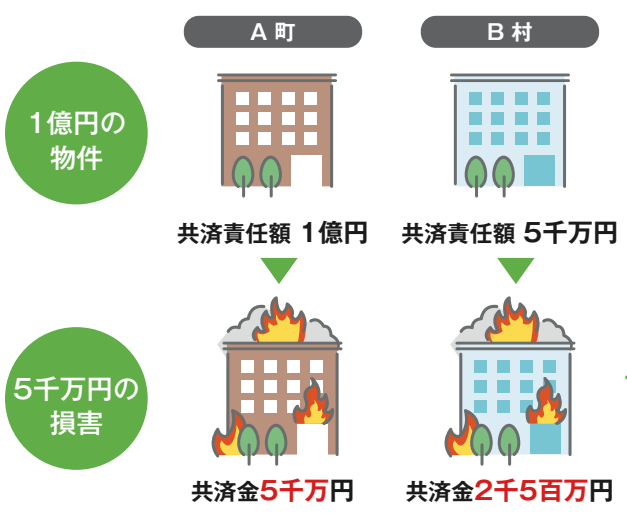 A 町
B 村
1億円の
物件
共済責任額 1億円
共済責任額 5千万円
5千万円の
損害
共済金5千万円
共済金2千5百万円